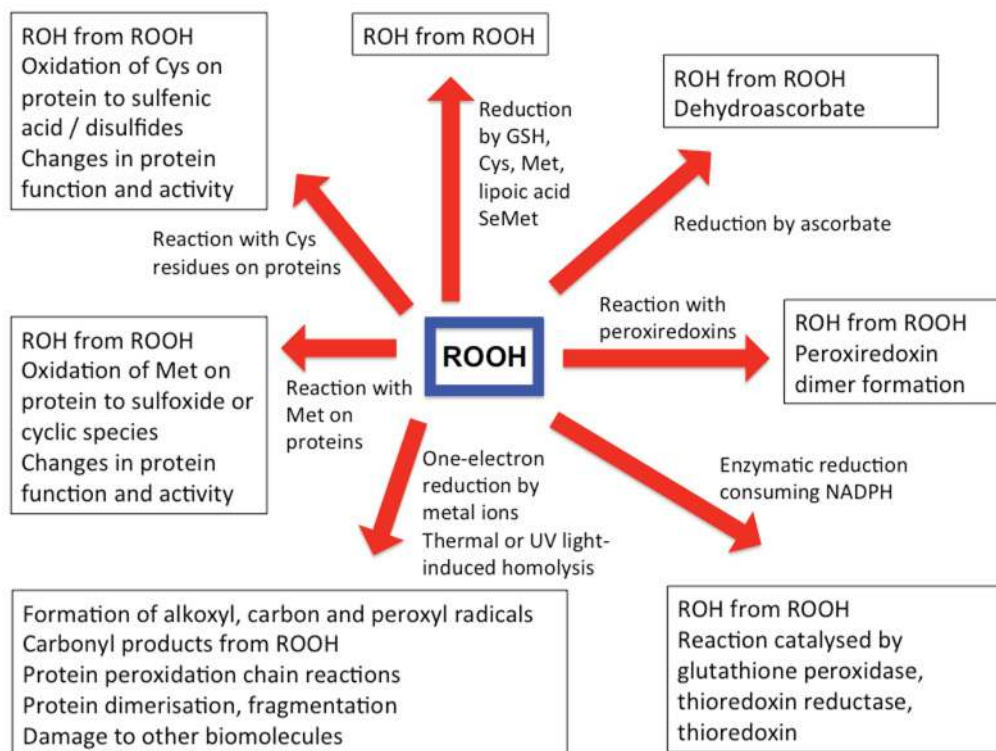 ROH from ROOH
Oxidation of Cys on
protein to sulfenic
acid / disulfides
Changes in protein
function and activity
ROH from ROOH
ROH from ROOH
Dehydroascorbate
Reduction
by GSH,
Cys, Met,
lipoic acid
SeMet
Reaction with Cys
residues on proteins
Reduction by ascorbate
ROH from ROOH
Oxidation of Met on
protein to sulfoxide or
cyclic species
Changes in protein
function and activity
Reaction with
Met on
proteins
ROOH
Reaction with
peroxiredoxins
ROH from ROOH
Peroxiredoxin
dimer formation
One-electron
reduction by
metal ions
Thermal or UV light-
induced homolysis
Enzymatic reduction
consuming NADPH
Formation of alkoxyl, carbon and peroxyl radicals
Carbonyl products from ROOH
Protein peroxidation chain reactions
Protein dimerisation, fragmentation
Damage to other biomolecules
ROH from ROOH
Reaction catalysed by
glutathione peroxidase,
thioredoxin reductase,
thioredoxin